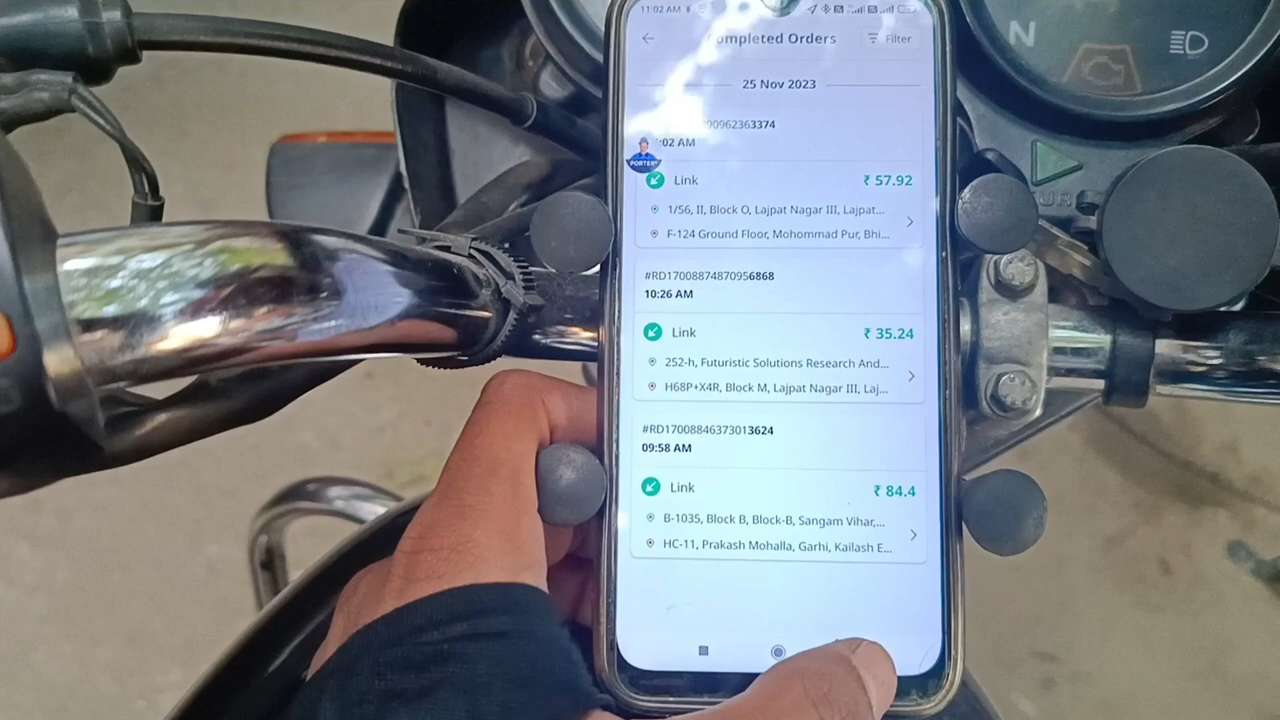 11:02 AM
Completed Orders
Filter
25 Nov 2023
90962363374
:02 AM
PORTER
Link
₹ 57.92
1/56, II, Block O, Lajpat Nagar III, Lajpat...
F-124 Ground Floor, Mohommad Pur, Bhi...
#RD17008874870956868
10:26 AM
Link
₹ 35.24
252-h, Futuristic Solutions Research And...
H68P+X4R, Block M, Lajpat Nagar III, Laj...
#RD17008846373013624
09:58 AM
Link
₹ 84.4
B-1035, Block B, Block-B, Sangam Vihar,...
HC-11, Prakash Mohalla, Garhi, Kailash E...
N